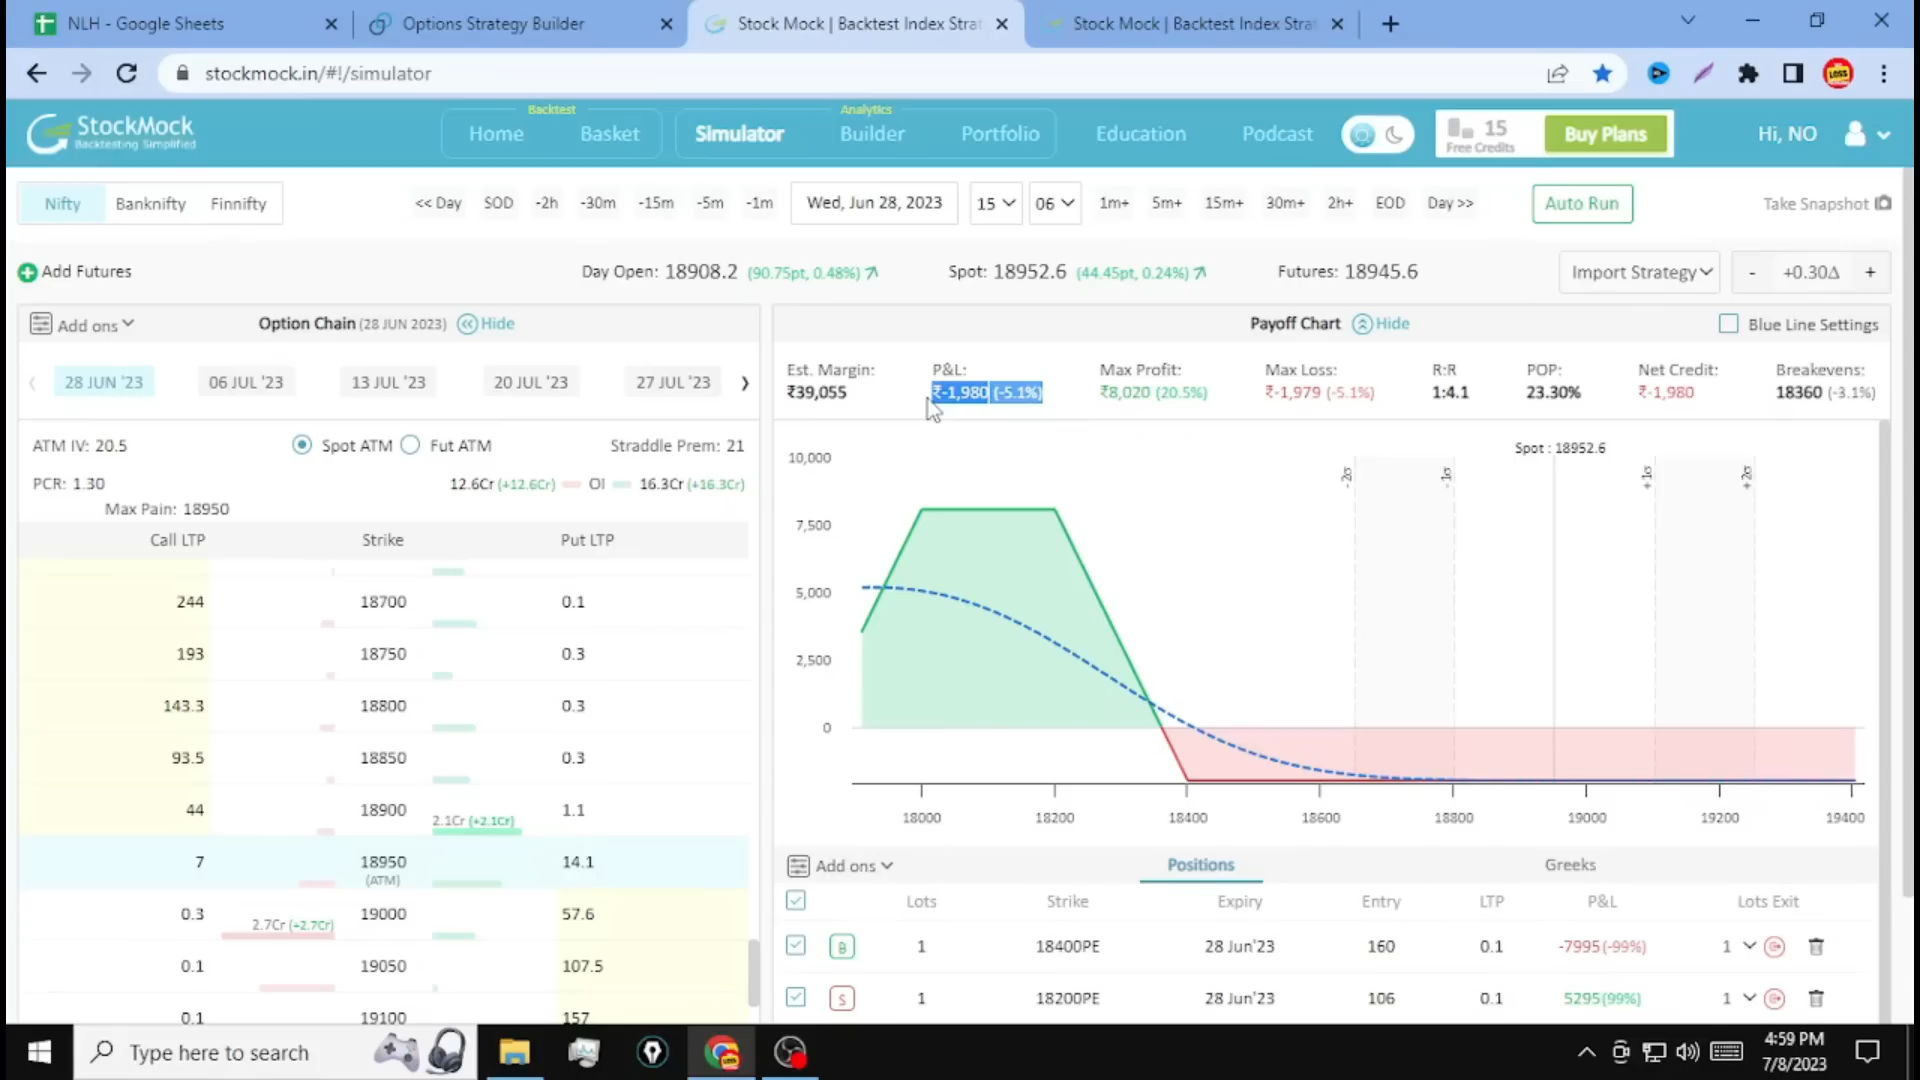 NLH - Google Sheets
Options Strategy Builder
Stock Mock | Backtest Index Strat
Stock Mock | Backtest Index Strat
stockmock.in/#!/simulator
LOSS
StockMock
Backtesting Simplified
Backtest
Home
Basket
Simulator
Analytics
Builder
Portfolio
Education
Podcast
15
Free Credits
Buy Plans
Hi, NO
Nifty
Banknifty
Finnifty
<< Day
SOD
-2h
-30m
-15m
-5m
-1m
Wed, Jun 28, 2023
15
06
1m+
5m+
15m+
30m+
2h+
EOD
Day >>
Auto Run
Take Snapshot
Add Futures
Day Open: 18908.2 (90.75pt, 0.48%)
Spot: 18952.6 (44.45pt, 0.24%)
Futures: 18945.6
Import Strategy
- +0.30Δ +
Add ons
Option Chain (28 JUN 2023)
Hide
28 JUN '23
06 JUL '23
13 JUL '23
20 JUL '23
27 JUL '23
ATM IV: 20.5
Spot ATM
Fut ATM
Straddle Prem: 21
PCR: 1.30
12.6Cr (+12.6Cr)
OI
16.3Cr (+16.3Cr)
Max Pain: 18950
Call LTP
Strike
Put LTP
244 18700 0.1
193 18750 0.3
143.3 18800 0.3
93.5 18850 0.3
44 18900 2.1Cr (+2.1Cr) 1.1
7 18950 14.1
(ATM)
0.3 2.7Cr (+2.7Cr) 19000 57.6
0.1 19050 107.5
0.1 19100 157
Payoff Chart
Hide
Blue Line Settings
Est. Margin:
₹39,055
P&L:
₹-1,980 (-5.1%)
Max Profit:
₹8,020 (20.5%)
Max Loss:
₹-1,979 (-5.1%)
R:R
1:4.1
POP:
23.30%
Net Credit:
₹-1,980
Breakevens:
18360 (-3.1%)
Spot : 18952.6
-2σ
-1σ
+1σ
+2σ
10,000
7,500
5,000
2,500
0
18000
18200
18400
18600
18800
19000
19200
19400
Add ons
Positions
Greeks
Lots
Strike
Expiry
Entry
LTP
P&L
Lots Exit
B 1 18400PE 28 Jun'23 160 0.1 -7995(-99%) 1
S 1 18200PE 28 Jun'23 106 0.1 5295(99%) 1
Type here to search
4:59 PM
7/8/2023